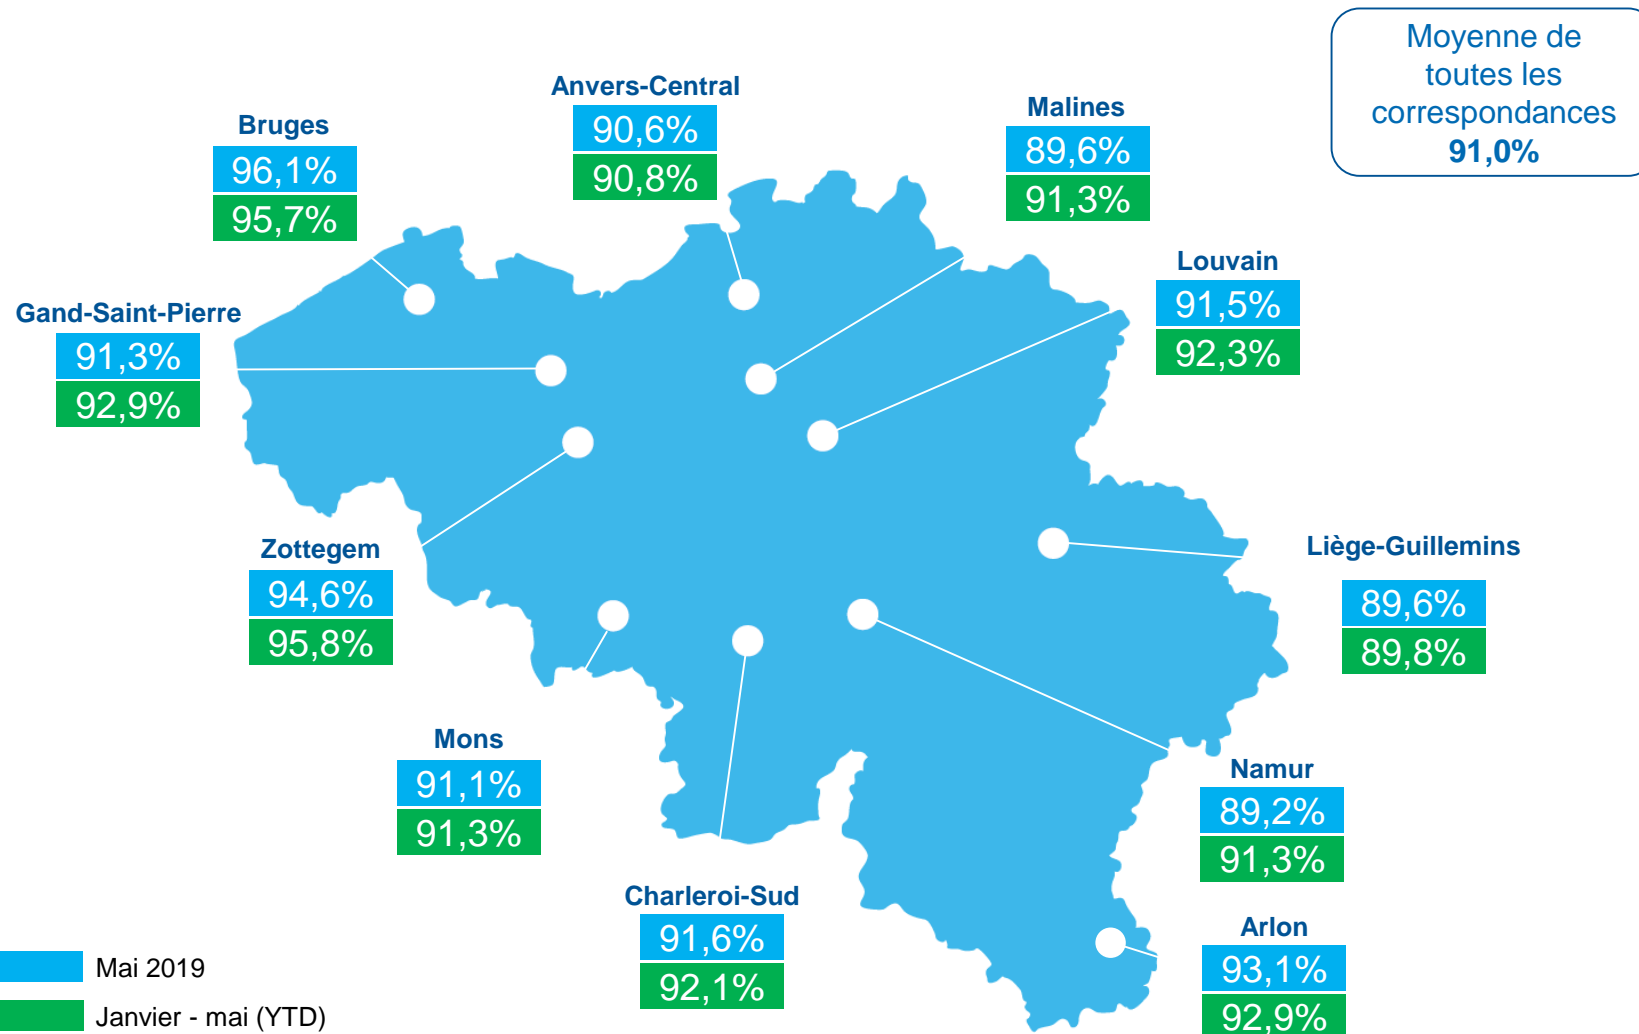 Moyenne de
toutes les
correspondances
91,0%
Anvers-Central
90,6%
90,8%
Malines
89,6%
91,3%
Bruges
96,1%
95,7%
Louvain
91,5%
92,3%
Gand-Saint-Pierre
91,3%
92,9%
Zottegem
94,6%
95,8%
Liège-Guillemins
89,6%
89,8%
Mons
91,1%
91,3%
Namur
89,2%
91,3%
Charleroi-Sud
91,6%
92,1%
Arlon
93,1%
92,9%
Mai 2019
Janvier - mai (YTD)